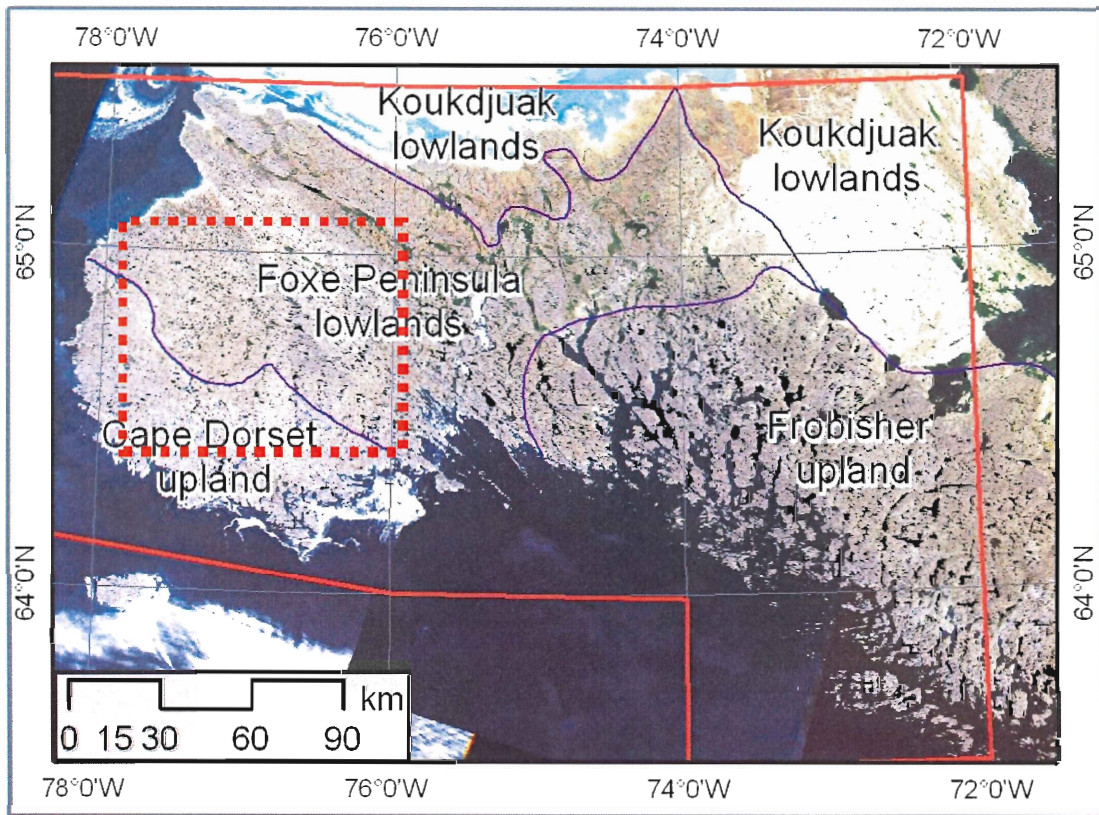 78°0'W 76°0'W 74°0'W 72°0'W
Koukdjuak
lowlands
Koukdjuak
lowlands
65°0'N
65°0'N
Foxe Peninsula
lowlands
Cape Dorset
upland
Frobisher
upland
64°0'N
64°0'N
km
0 15 30 60 90
78°0'W 76°0'W 74°0'W 72°0'W